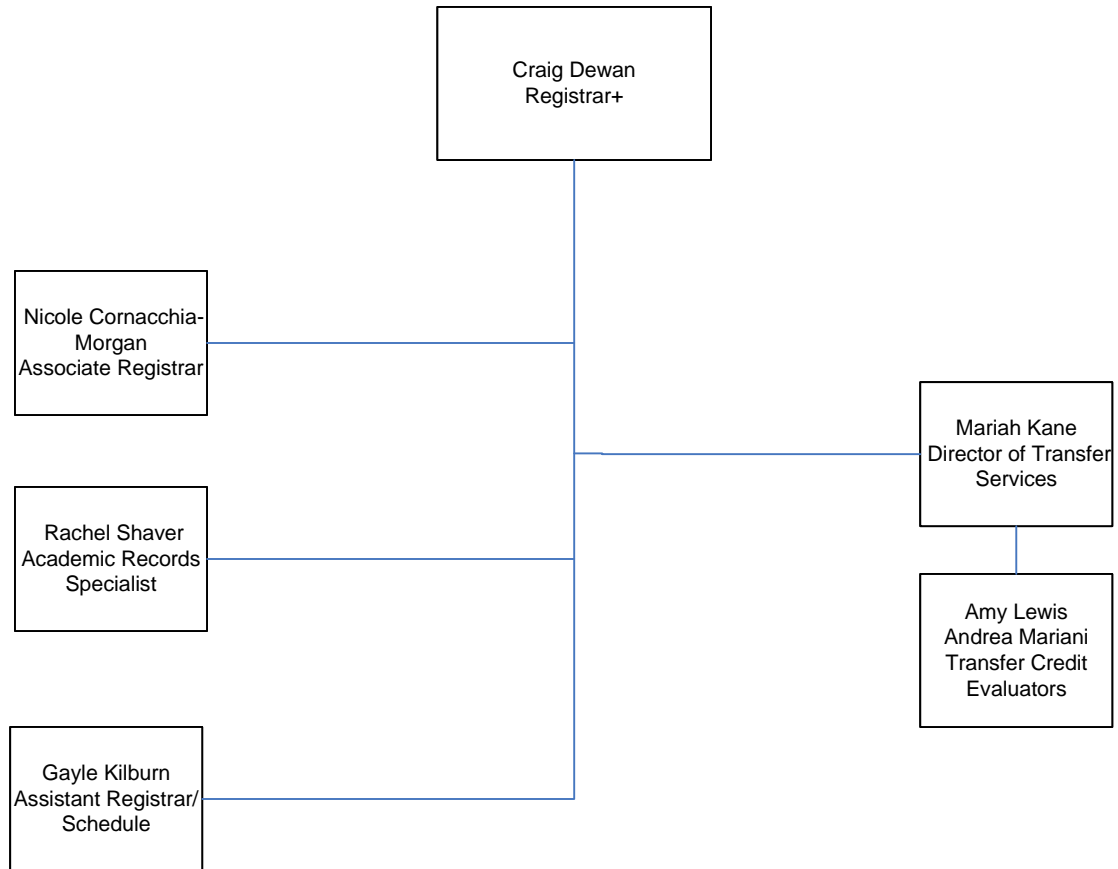 Craig Dewan
Registrar+
Nicole Cornacchia-
Morgan
Associate Registrar
Mariah Kane
Director of Transfer
Services
Rachel Shaver
Academic Records
Specialist
Amy Lewis
Andrea Mariani
Transfer Credit
Evaluators
Gayle Kilburn
Assistant Registrar/
Schedule